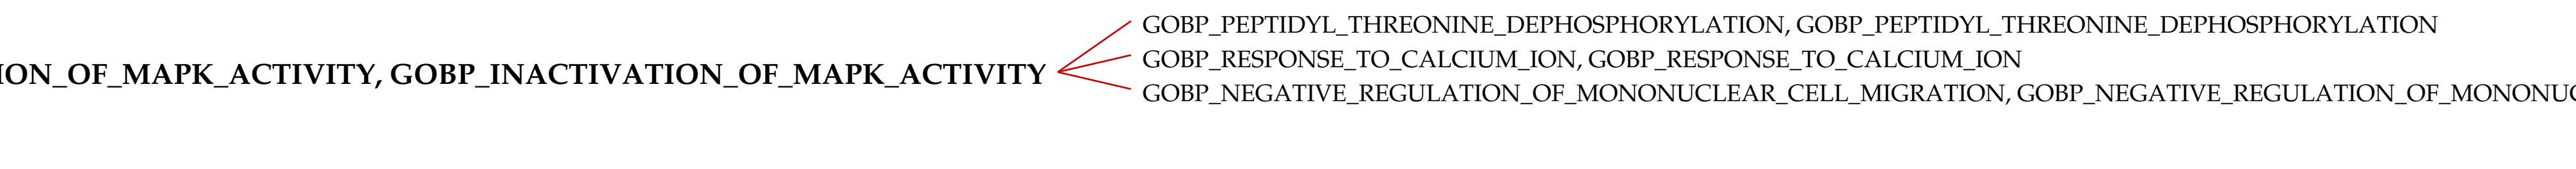 GOBP_PEPTIDYL_THREONINE_DEPHOSPHORYLATION, GOBP_PEPTIDYL_THREONINE_DEPHOSPHORYLATION
GOBP_RESPONSE_TO_CALCIUM_ION, GOBP_RESPONSE_TO_CALCIUM_ION
ION_OF_MAPK_ACTIVITY, GOBP_INACTIVATION_OF_MAPK_ACTIVITY
GOBP_NEGATIVE_REGULATION_OF_MONONUCLEAR_CELL_MIGRATION, GOBP_NEGATIVE_REGULATION_OF_MONONUC